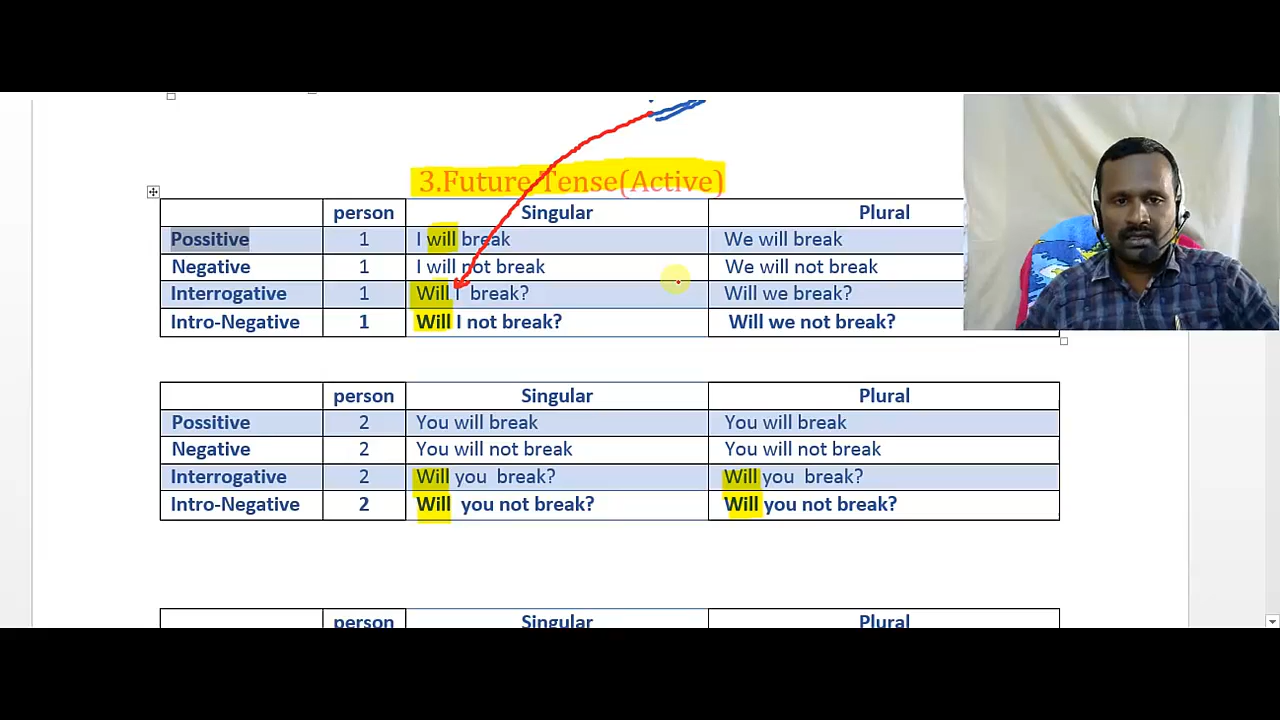 3.Future Tense(Active)
person Singular Plural
Possitive 1 I will break We will break
Negative 1 I will not break We will not break
Interrogative 1 Will I break? Will we break?
Intro-Negative 1 Will I not break? Will we not break?
person Singular Plural
Possitive 2 You will break You will break
Negative 2 You will not break You will not break
Interrogative 2 Will you break? Will you break?
Intro-Negative 2 Will you not break? Will you not break?
person Singular Plural